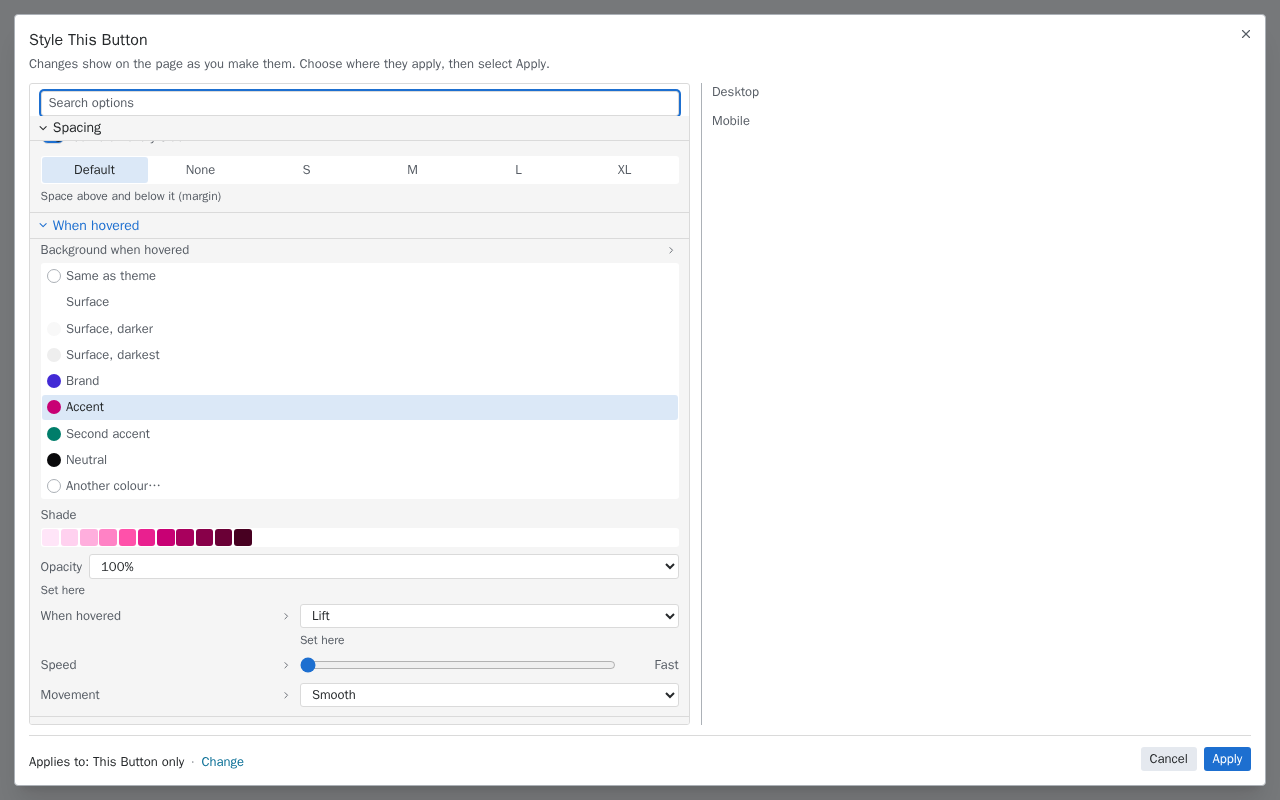 Style This Button
Changes show on the page as you make them. Choose where they apply, then select Apply.
Search options
Spacing
Default None S M L XL
Space above and below it (margin)
When hovered
Background when hovered
Same as theme
Surface
Surface, darker
Surface, darkest
Brand
Accent
Second accent
Neutral
Another colour···
Shade
Opacity 100%
Set here
When hovered Lift
Set here
Speed Fast
Movement Smooth
Desktop
Mobile
Applies to: This Button only · Change
Cancel Apply